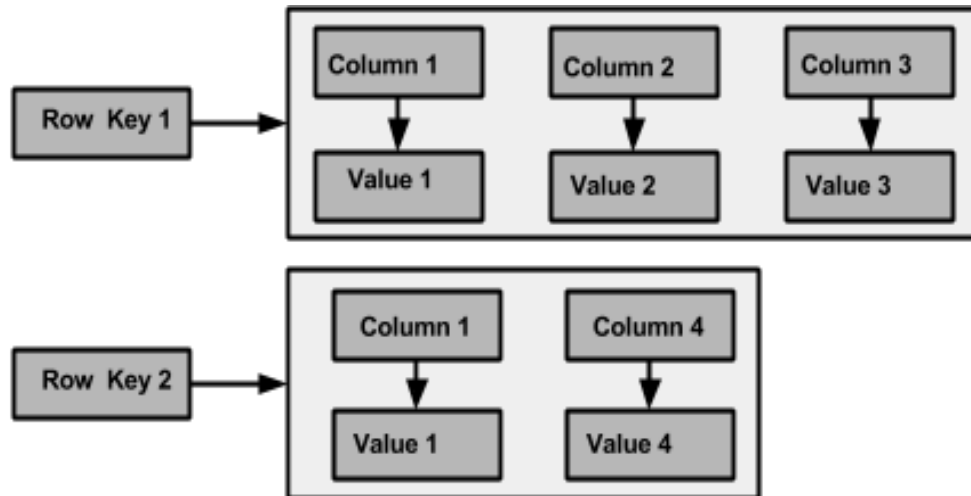 Column 1
Column 2
Column 3
Row Key 1
Value 1
Value 2
Value 3
Column 1
Column 4
Row Key 2
Value 1
Value 4